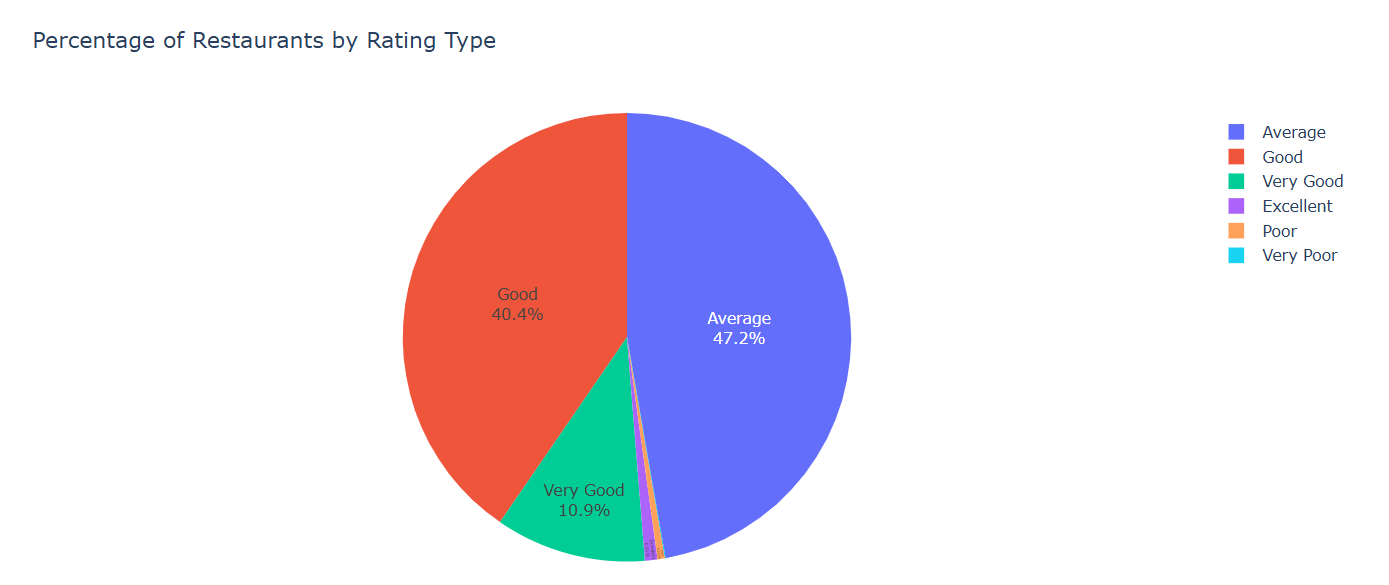 Percentage of Restaurants by Rating Type
Average
Good
Very Good
Excellent
Poor
Very Poor
Good
40.4%
Average
47.2%
Very Good
10.9%